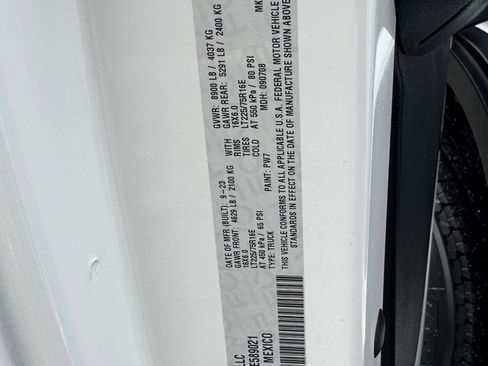 LLC
E589021
MEXICO
DATE OF MFR (BUILT): 9-23
GVWR: 8900 LB / 4037 KG
GAWR FRONT: 4629 LB / 2100 KG
GAWR REAR: 5291 LB / 2400 KG
16X6.0
WITH
16X6.0
RIMS
LT225/75R16E
TIRES
LT225/75R16E
AT 450 kPa / 65 PSI
COLD
AT 550 kPa / 80 PSI
TYPE: TRUCK
PAINT: PW7
MDH: 090708
MK
THIS VEHICLE CONFORMS TO ALL APPLICABLE U.S.A. FEDERAL MOTOR VEHICLE
STANDARDS IN EFFECT ON THE DATE OF MANUFACTURE SHOWN ABOVE